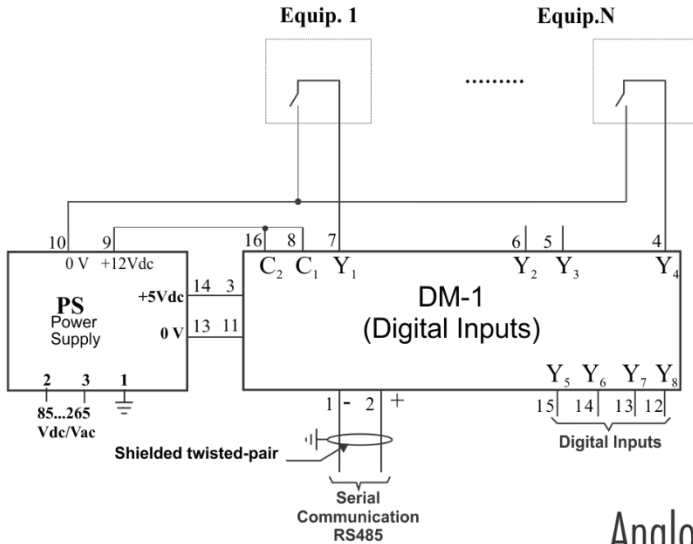 Equip. 1 Equip.N
.........
10 9 16 8 7 6 5 4
0 V +12Vdc C2 C1 Y1 Y2 Y3 Y4
PS
Power
Supply
+5Vdc 14 3
0 V 13 11
DM-1
(Digital Inputs)
2 3 1
85...265
Vdc/Vac
Y5 Y6 Y7 Y8
1 - 2 +
15 14 13 12
Digital Inputs
Shielded twisted-pair
Serial
Communication
RS485
Analo